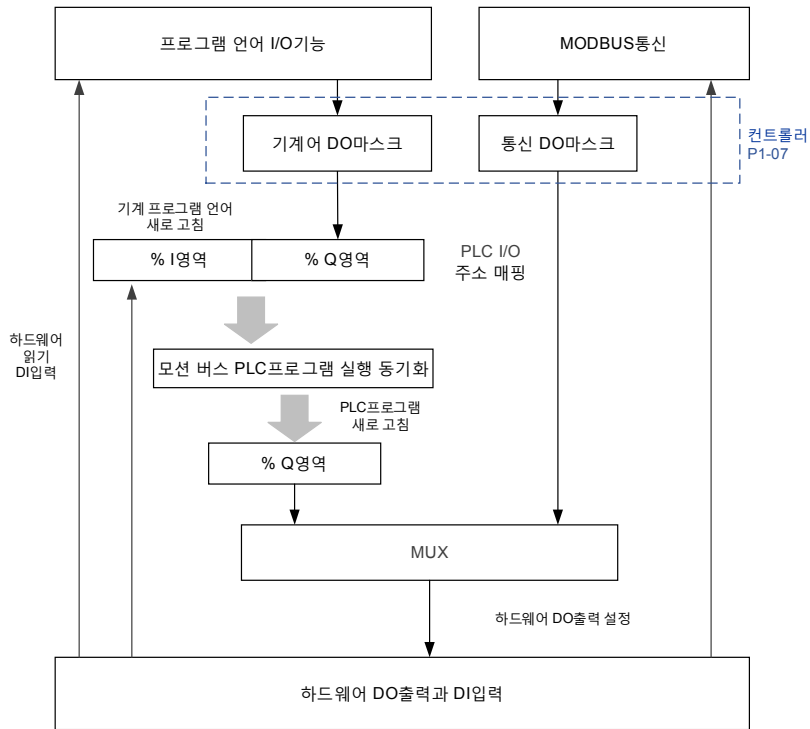 프로그램 언어 I/O기능
MODBUS통신
기계어 DO마스크
통신 DO마스크
컨트롤러
P1-07
기계 프로그램 언어
새로 고침
% I영역
% Q영역
PLC I/O
주소 매핑
하드웨어
읽기
DI입력
모션 버스 PLC프로그램 실행 동기화
PLC프로그램
새로 고침
% Q영역
MUX
하드웨어 DO출력 설정
하드웨어 DO출력과 DI입력